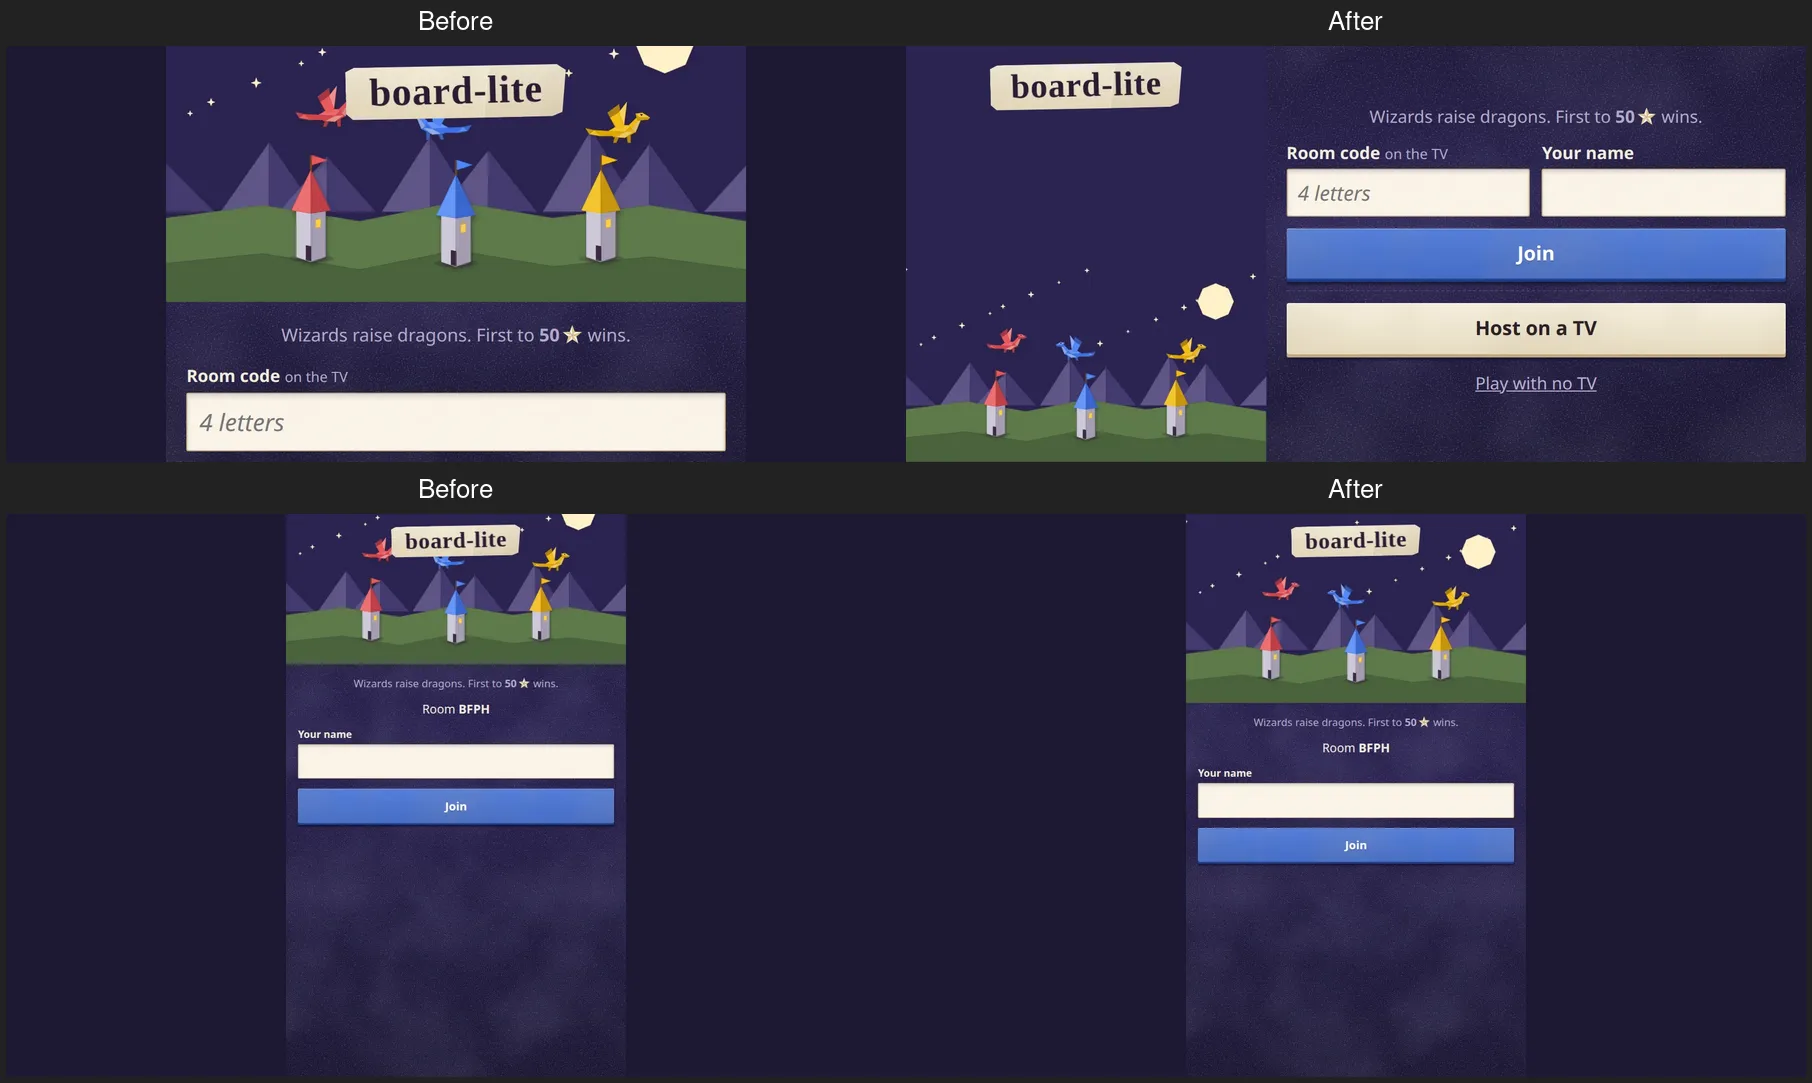 Before
board-lite
Wizards raise dragons. First to 50 wins.
Room code on the TV
4 letters
After
board-lite
Wizards raise dragons. First to 50 wins.
Room code on the TV Your name
4 letters
Join
Host on a TV
Play with no TV
Before
board-lite
Wizards raise dragons. First to 50 wins.
Room BFPH
Your name
Join
After
board-lite
Wizards raise dragons. First to 50 wins.
Room BFPH
Your name
Join